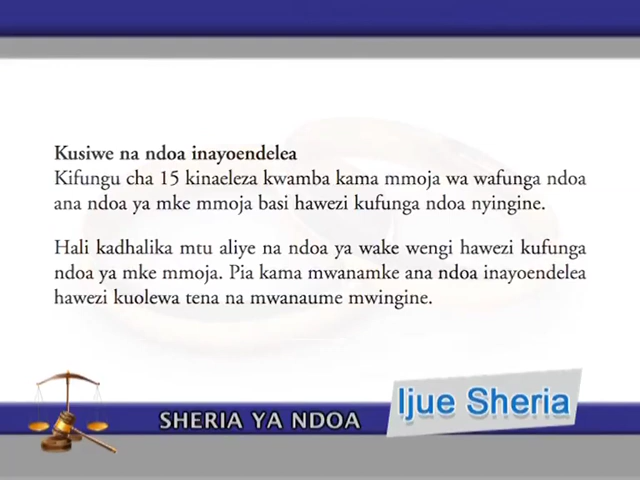 Kusiwe na ndoa inayoendelea
Kifungu cha 15 kinaeleza kwamba kama mmoja wa wafunga ndoa
ana ndoa ya mke mmoja basi hawezi kufunga ndoa nyingine.
Hali kadhalika mtu aliye na ndoa ya wake wengi hawezi kufunga
ndoa ya mke mmoja. Pia kama mwanamke ana ndoa inayoendelea
hawezi kuolewa tena na mwanaume mwingine.
SHERIA YA NDOA
Ijue Sheria